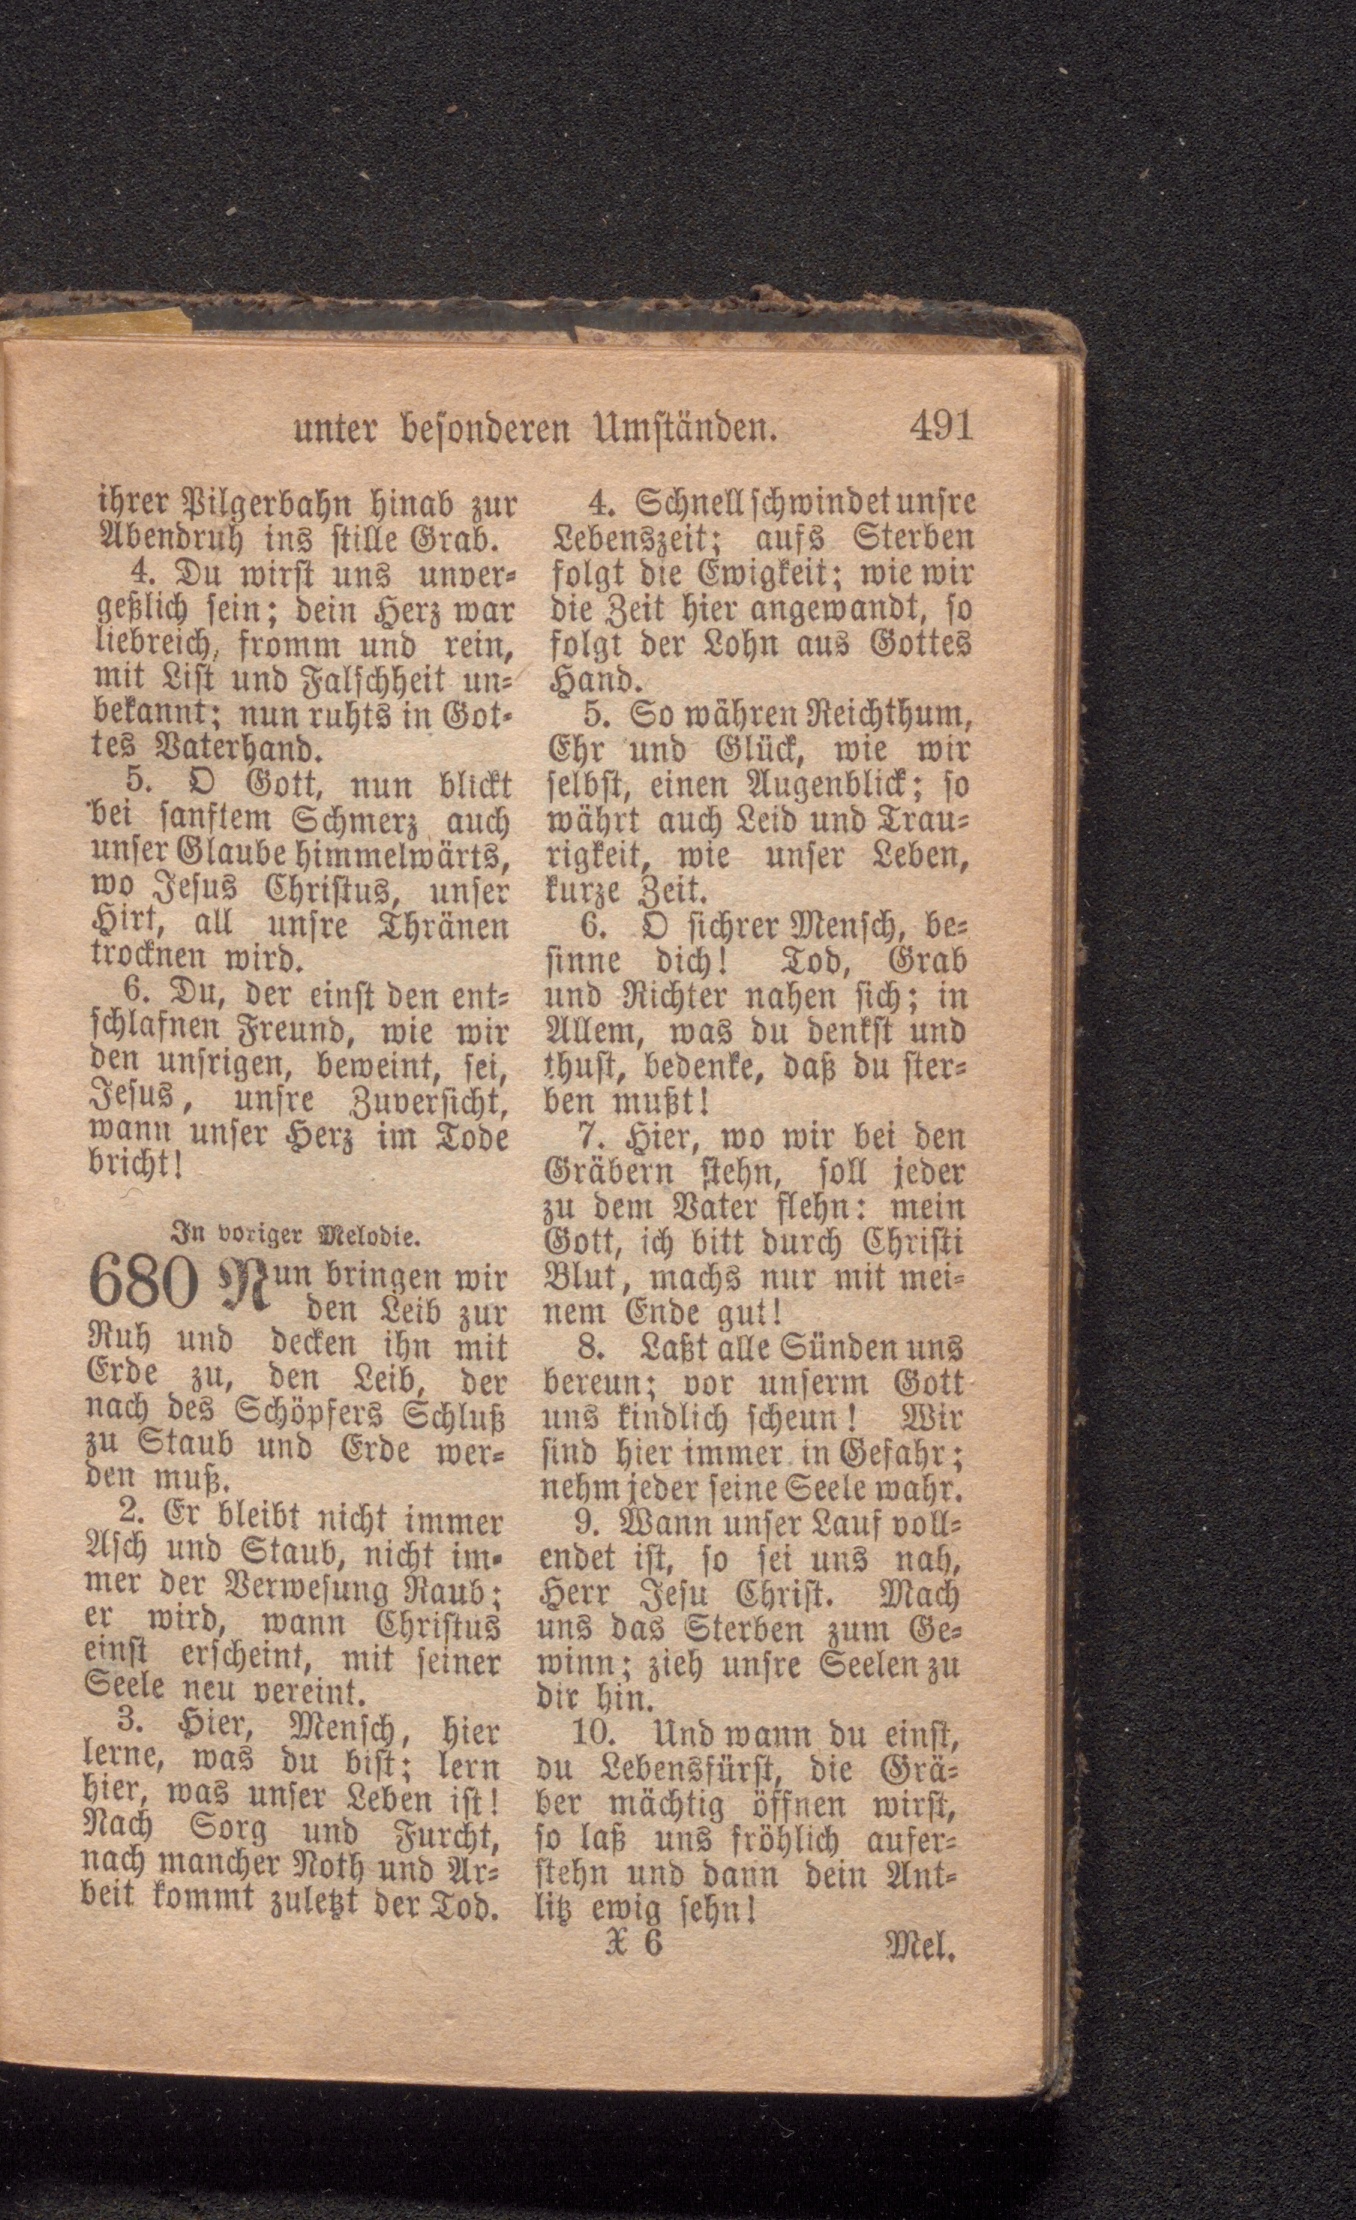 unter besonderen Umständen. 491
ihrer Pilgerbahn hinab zur
Abendruh ins stille Grab.
4. Du wirst uns unver-
geßlich sein; dein Herz war
liebreich, fromm und rein,
mit List und Falschheit un-
bekannt; nun ruhts in Got-
tes Vaterhand.
5. O Gott, nun blickt
bei sanftem Schmerz auch
unser Glaube himmelwärts,
wo Jesus Christus, unser
Hirt, all unsre Thränen
trocknen wird.
6. Du, der einst den ent-
schlafnen Freund, wie wir
den unsrigen, beweint, sei,
Jesus, unsre Zuversicht,
wann unser Herz im Tode
bricht!
In voriger Melodie.
680 Nun bringen wir
den Leib zur
Ruh und decken ihn mit
Erde zu, den Leib, der
nach des Schöpfers Schluß
zu Staub und Erde wer-
den muß.
2. Er bleibt nicht immer
Asch und Staub, nicht im-
mer der Verwesung Raub;
er wird, wann Christus
einst erscheint, mit seiner
Seele neu vereint.
3. Hier, Mensch, hier
lerne, was du bist; lern
hier, was unser Leben ist!
Nach Sorg und Furcht,
nach mancher Noth und Ar-
beit kommt zuletzt der Tod.
4. Schnell schwindet unsre
Lebenszeit; aufs Sterben
folgt die Ewigkeit; wie wir
die Zeit hier angewandt, so
folgt der Lohn aus Gottes
Hand.
5. So währen Reichthum,
Ehr und Glück, wie wir
selbst, einen Augenblick; so
währt auch Leid und Trau-
rigkeit, wie unser Leben,
kurze Zeit.
6. O sichrer Mensch, be-
sinne dich! Tod, Grab
und Richter nahen sich; in
Allem, was du denkst und
thust, bedenke, daß du ster-
ben mußt!
7. Hier, wo wir bei den
Gräbern stehn, soll jeder
zu dem Vater flehn: mein
Gott, ich bitt durch Christi
Blut, machs nur mit mei-
nem Ende gut!
8. Laßt alle Sünden uns
bereun; vor unserm Gott
uns kindlich scheun! Wir
sind hier immer in Gefahr;
nehm jeder seine Seele wahr.
9. Wann unser Lauf voll-
endet ist, so sei uns nah,
Herr Jesu Christ. Mach
uns das Sterben zum Ge-
winn; zieh unsre Seelen zu
dir hin.
10. Und wann du einst,
du Lebensfürst, die Grä-
ber mächtig öffnen wirst,
so laß uns fröhlich aufer-
stehn und dann dein Ant-
litz ewig sehn!
X 6 Mel.